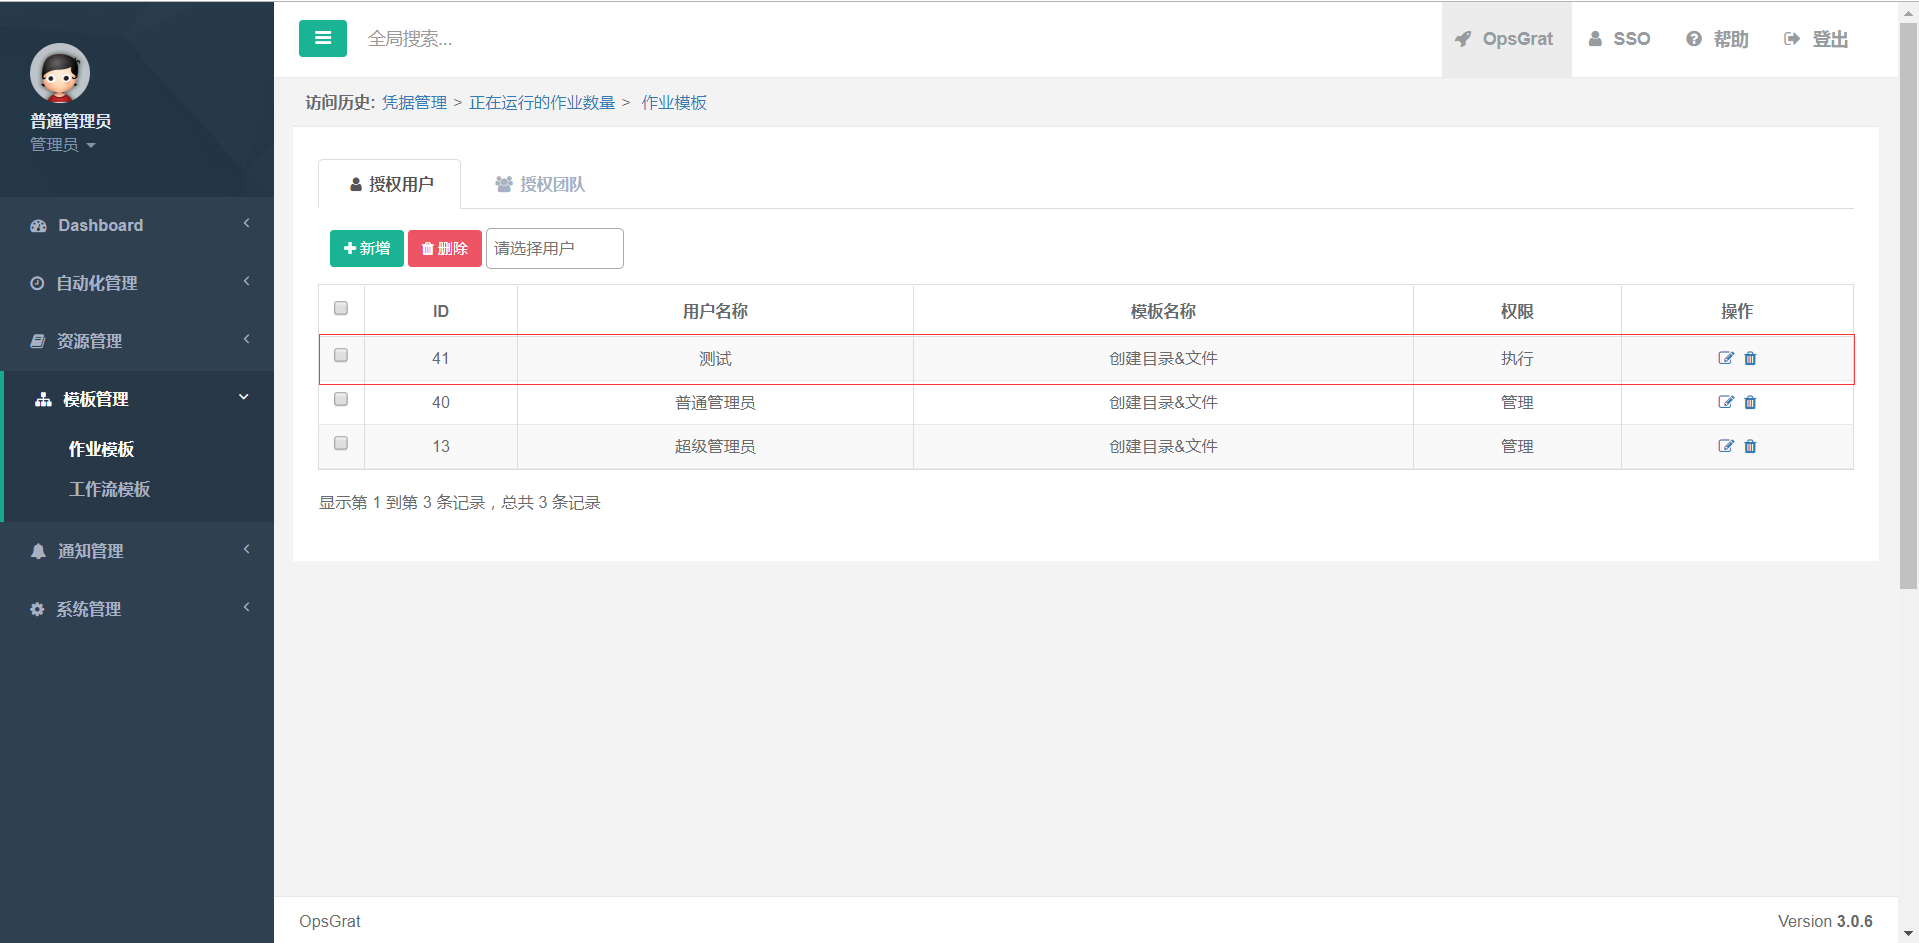 全局搜索...
OpsGrat
SSO
帮助
登出
普通管理员
管理员
Dashboard
自动化管理
资源管理
模板管理
作业模板
工作流模板
通知管理
系统管理
访问历史: 凭据管理 > 正在运行的作业数量 > 作业模板
授权用户 授权团队
新增 删除 请选择用户
ID 用户名称 模板名称 权限 操作
41 测试 创建目录&文件 执行
40 普通管理员 创建目录&文件 管理
13 超级管理员 创建目录&文件 管理
显示第 1 到第 3 条记录，总共 3 条记录
OpsGrat
Version 3.0.6